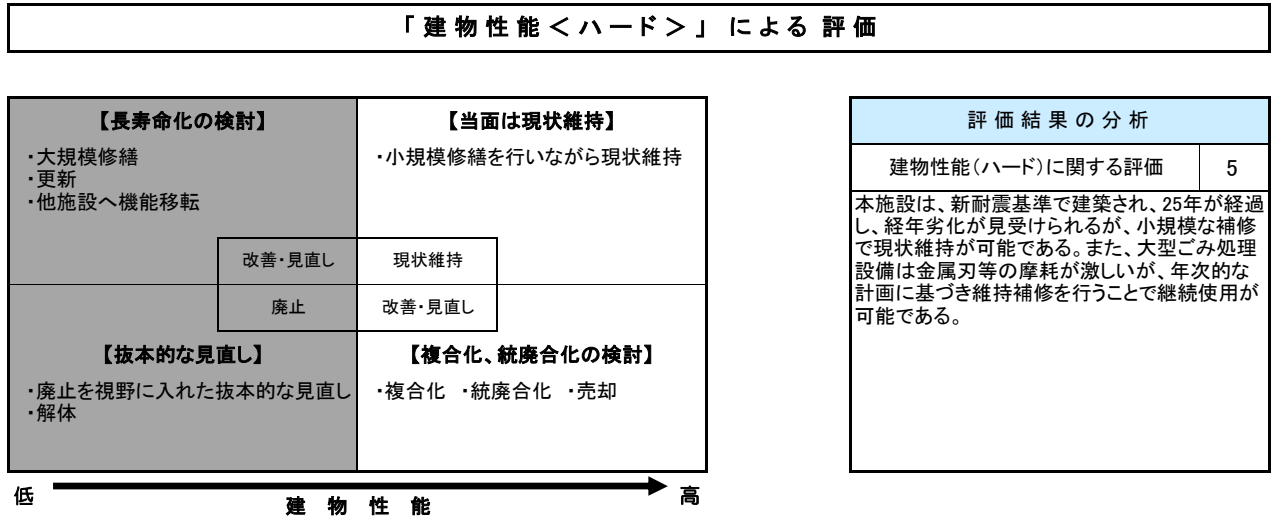 「建物性能＜ハード＞」による評価
【長寿命化の検討】
・大規模修繕
・更新
・他施設へ機能移転
【当面は現状維持】
・小規模修繕を行いながら現状維持
改善・見直し
現状維持
廃止
改善・見直し
【抜本的な見直し】
・廃止を視野に入れた抜本的な見直し
・解体
【複合化、統廃合化の検討】
・複合化 ・統廃合化 ・売却
低
建物性能
高
評価結果の分析
建物性能（ハード）に関する評価 5
本施設は、新耐震基準で建築され、25年が経過
し、経年劣化が見受けられるが、小規模な補修
で現状維持が可能である。また、大型ごみ処理
設備は金属刃等の摩耗が激しいが、年次的な
計画に基づき維持補修を行うことで継続使用が
可能である。